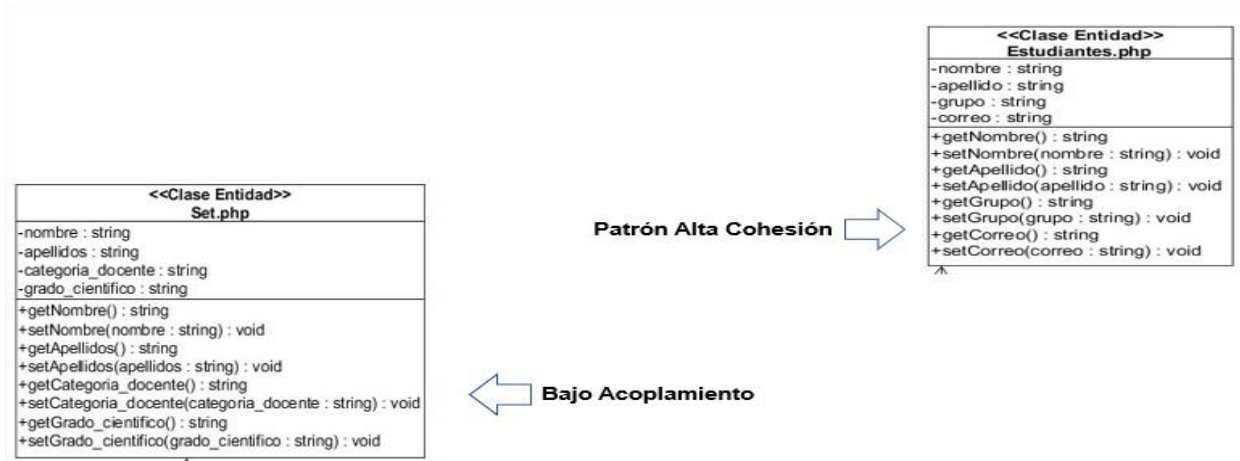 <<Clase Entidad>>
Estudiantes.php
-nombre : string
-apellido : string
-grupo : string
-correo : string
+getNombre() : string
+setNombre(nombre : string) : void
+getApellido() : string
+setApellido(apellido : string) : void
+getGrupo() : string
+setGrupo(grupo : string) : void
+getCorreo() : string
+setCorreo(correo : string) : void
Patrón Alta Cohesión
<<Clase Entidad>>
Set.php
-nombre : string
-apellidos : string
-categoria_docente : string
-grado_cientifico : string
+getNombre() : string
+setNombre(nombre : string) : void
+getApellidos() : string
+setApellidos(apellidos : string) : void
+getCategoria_docente() : string
+setCategoria_docente(categoria_docente : string) : void
+getGrado_cientifico() : string
+setGrado_cientifico(grado_cientifico : string) : void
Bajo Acoplamiento